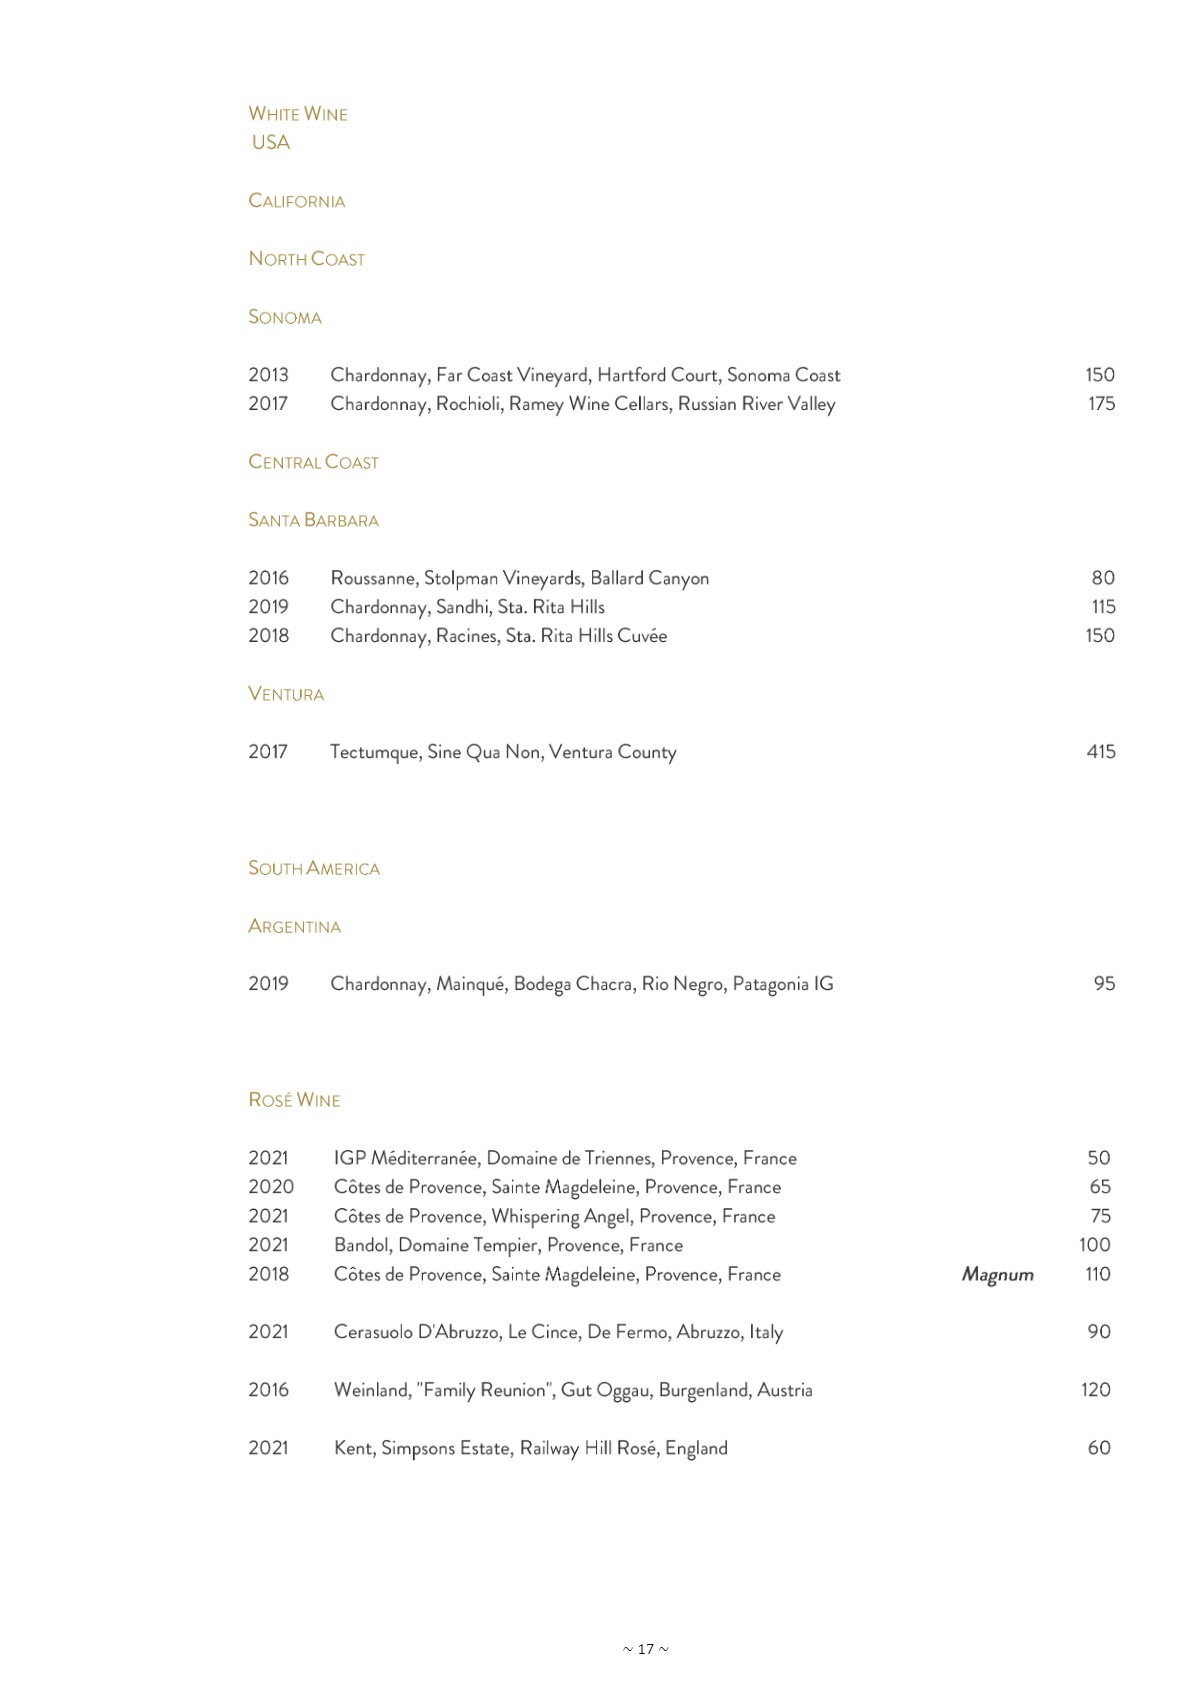 White Wine
USA
California
North Coast
Sonoma
2013 Chardonnay, Far Coast Vineyard, Hartford Court, Sonoma Coast 150
2017 Chardonnay, Rochioli, Ramey Wine Cellars, Russian River Valley 175
Central Coast
Santa Barbara
2016 Roussanne, Stolpman Vineyards, Ballard Canyon 80
2019 Chardonnay, Sandhi, Sta. Rita Hills 115
2018 Chardonnay, Racines, Sta. Rita Hills Cuvée 150
Ventura
2017 Tectumque, Sine Qua Non, Ventura County 415
South America
Argentina
2019 Chardonnay, Mainqué, Bodega Chacra, Rio Negro, Patagonia IG 95
Rosé Wine
2021 IGP Méditerranée, Domaine de Triennes, Provence, France 50
2020 Côtes de Provence, Sainte Magdeleine, Provence, France 65
2021 Côtes de Provence, Whispering Angel, Provence, France 75
2021 Bandol, Domaine Tempier, Provence, France 100
2018 Côtes de Provence, Sainte Magdeleine, Provence, France Magnum 110
2021 Cerasuolo D'Abruzzo, Le Cince, De Fermo, Abruzzo, Italy 90
2016 Weinland, "Family Reunion", Gut Oggau, Burgenland, Austria 120
2021 Kent, Simpsons Estate, Railway Hill Rosé, England 60
~ 17 ~